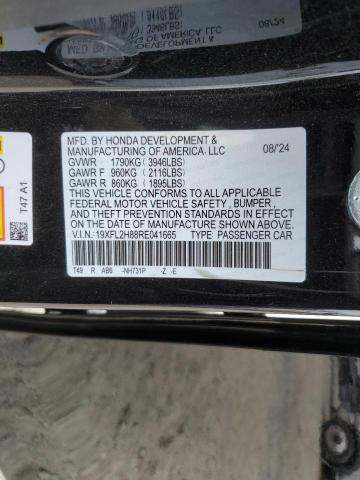 MFD. BY HONDA DEVELOPMENT &
MANUFACTURING OF AMERICA, LLC 08/'24
GVWR 1790KG (3946LBS)
GAWR F 960KG (2116LBS)
GAWR R 860KG (1895LBS)
THIS VEHICLE CONFORMS TO ALL APPLICABLE
FEDERAL MOTOR VEHICLE SAFETY, BUMPER,
AND THEFT PREVENTION STANDARDS IN EFFECT
ON THE DATE OF MANUFACTURE SHOWN ABOVE.
V.I.N.:19XFL2H88RE041665 TYPE: PASSENGER CAR
T49 R AB6 -NH731P -Z -E
T47 A1